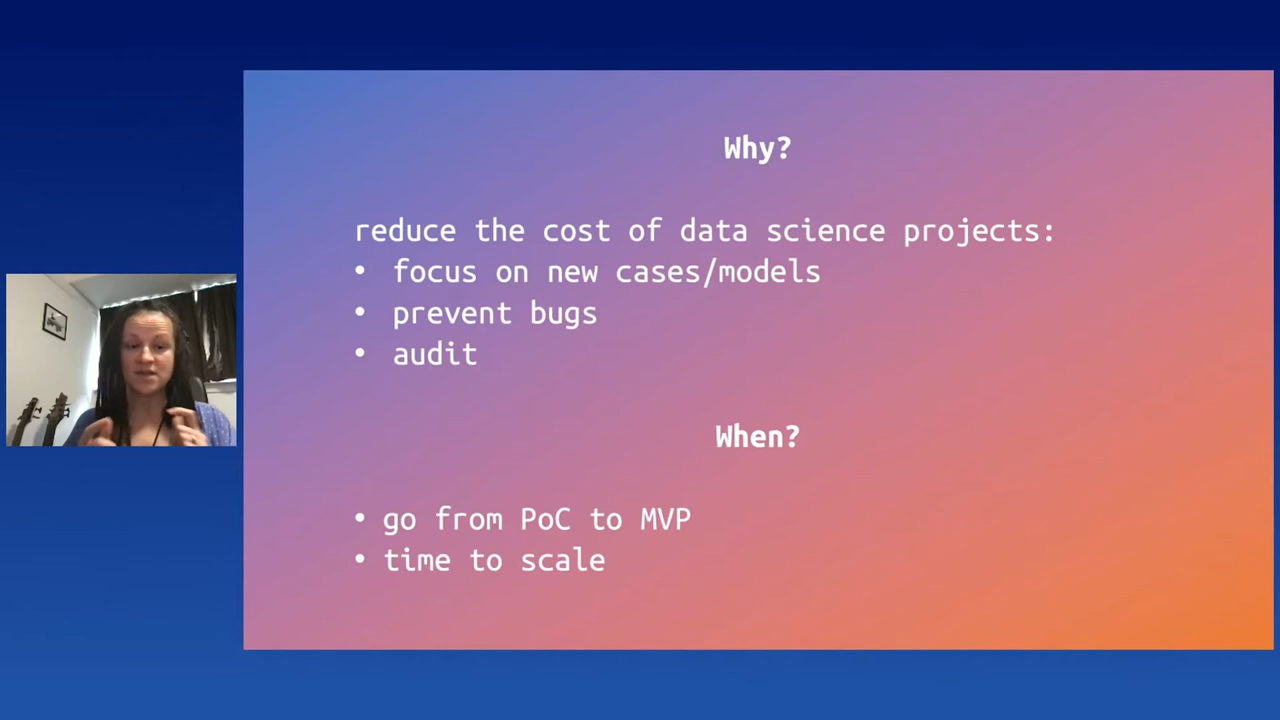 Why?
reduce the cost of data science projects:
• focus on new cases/models
• prevent bugs
• audit
When?
• go from PoC to MVP
• time to scale